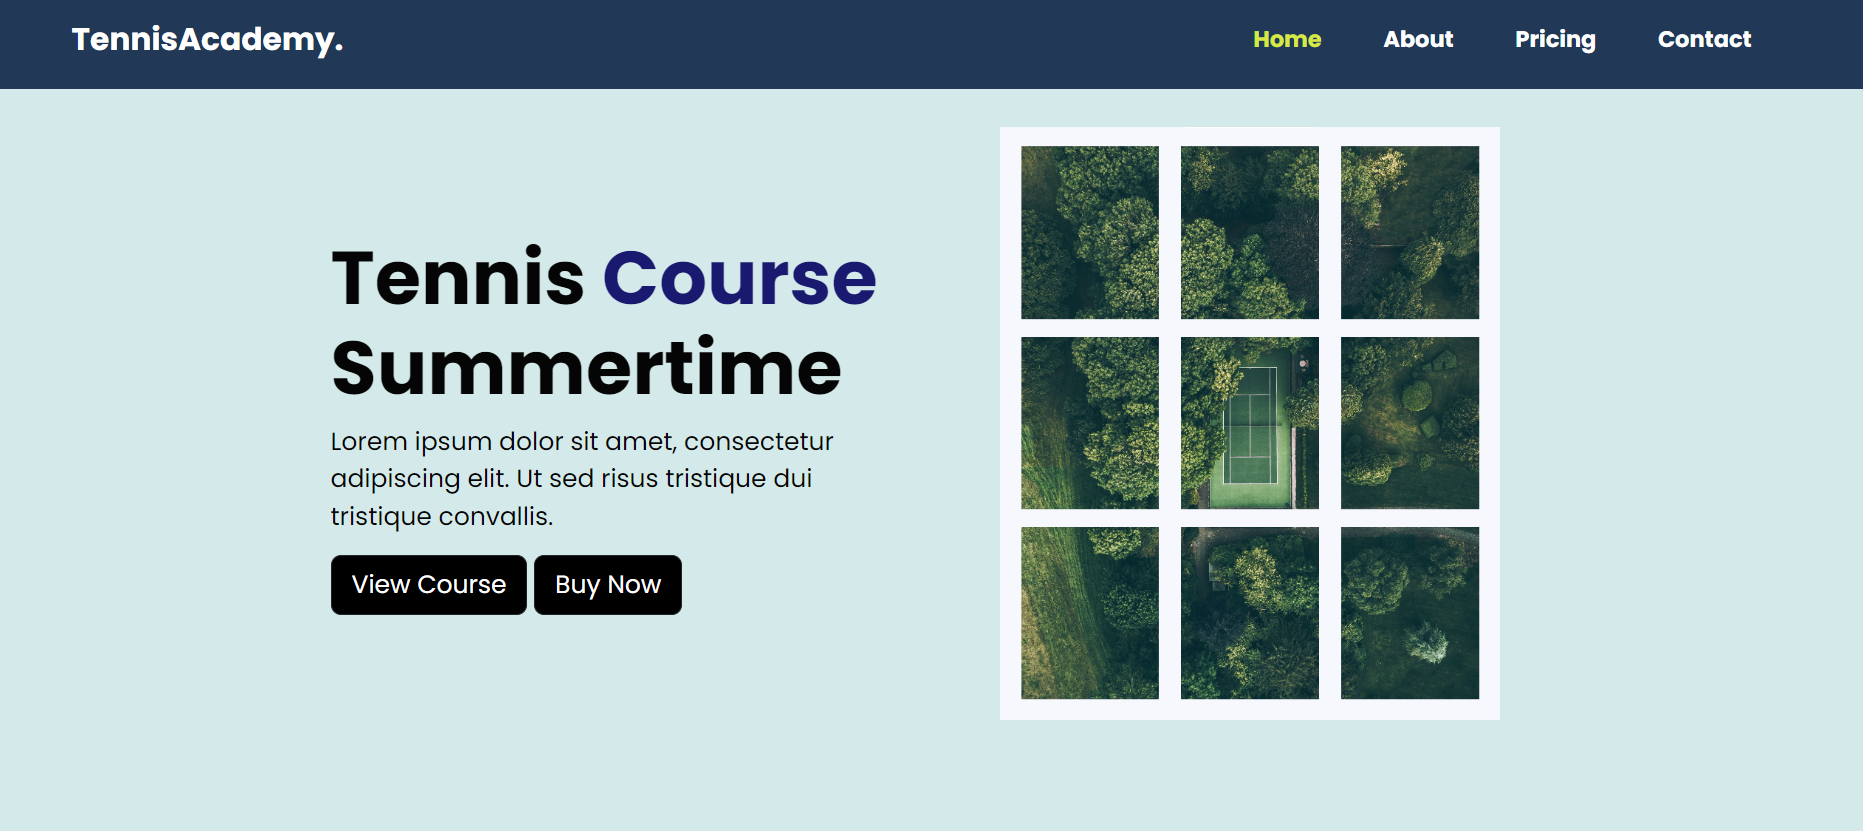 TennisAcademy.
Home About Pricing Contact
Tennis Course
Summertime
Lorem ipsum dolor sit amet, consectetur
adipiscing elit. Ut sed risus tristique dui
tristique convallis.
View Course Buy Now